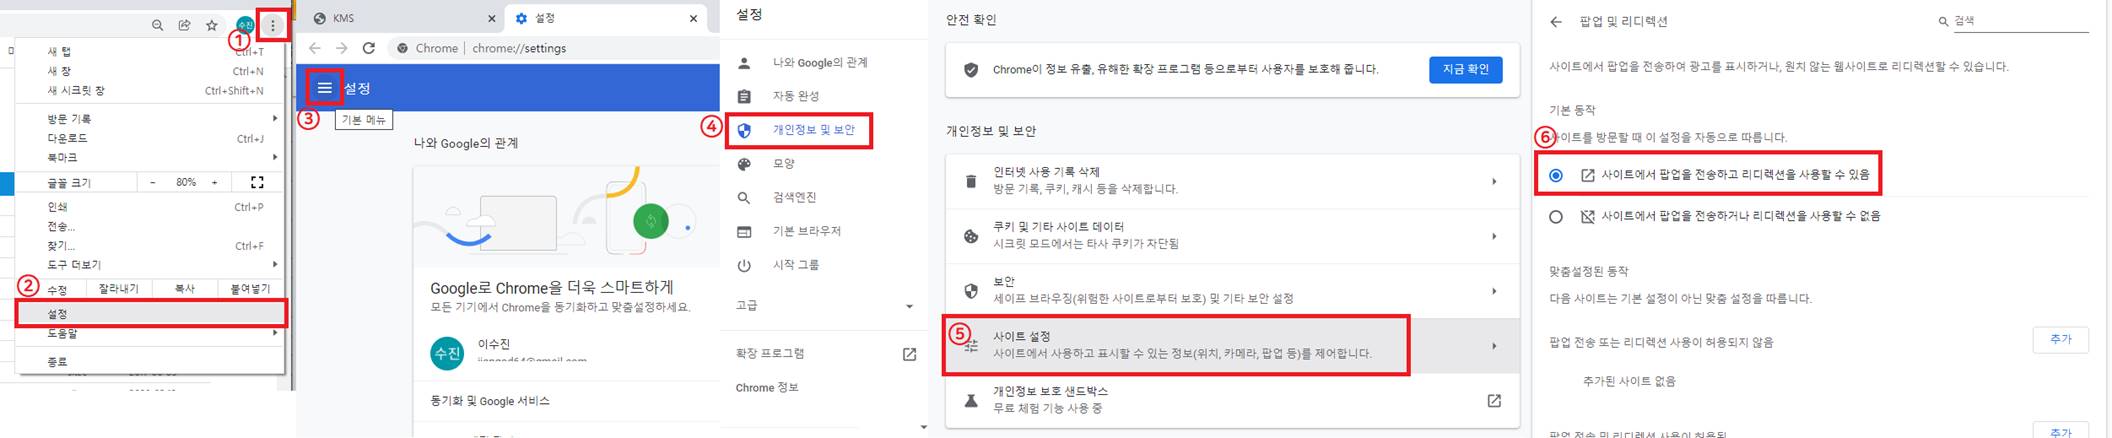 수진
①
새 탭 Ctrl+T
새 창 Ctrl+N
새 시크릿 창 Ctrl+Shift+N
방문 기록
다운로드 Ctrl+J
북마크
글꼴 크기 - 80% +
인쇄 Ctrl+P
전송...
찾기... Ctrl+F
도구 더보기
②
수정 잘라내기 복사 붙여넣기
설정
도움말
종료
KMS
설정
Chrome | chrome://settings
설정
③
기본 메뉴
나와 Google의 관계
Google로 Chrome을 더욱 스마트하게
모든 기기에서 Chrome을 동기화하고 맞춤설정하세요.
수진
이수진
동기화 및 Google 서비스
설정
나와 Google의 관계
자동 완성
④
개인정보 및 보안
모양
검색엔진
기본 브라우저
시작 그룹
고급
확장 프로그램
Chrome 정보
안전 확인
Chrome이 정보 유출, 유해한 확장 프로그램 등으로부터 사용자를 보호해 줍니다.
지금 확인
개인정보 및 보안
인터넷 사용 기록 삭제
방문 기록, 쿠키, 캐시 등을 삭제합니다.
쿠키 및 기타 사이트 데이터
시크릿 모드에서는 타사 쿠키가 차단됨
보안
세이프 브라우징(위험한 사이트로부터 보호) 및 기타 보안 설정
⑤
사이트 설정
사이트에서 사용하고 표시할 수 있는 정보(위치, 카메라, 팝업 등)를 제어합니다.
개인정보 보호 샌드박스
무료 체험 기능 사용 중
팝업 및 리디렉션
검색
사이트에서 팝업을 전송하여 광고를 표시하거나, 원치 않는 웹사이트로 리디렉션할 수 있습니다.
기본 동작
⑥
사이트를 방문할 때 이 설정을 자동으로 따릅니다.
사이트에서 팝업을 전송하고 리디렉션을 사용할 수 있음
사이트에서 팝업을 전송하거나 리디렉션을 사용할 수 없음
맞춤설정된 동작
다음 사이트는 기본 설정이 아닌 맞춤 설정을 따릅니다.
팝업 전송 또는 리디렉션 사용이 허용되지 않음
추가
추가된 사이트 없음
팝업 전송 및 리디렉션 사용이 허용됨
추가